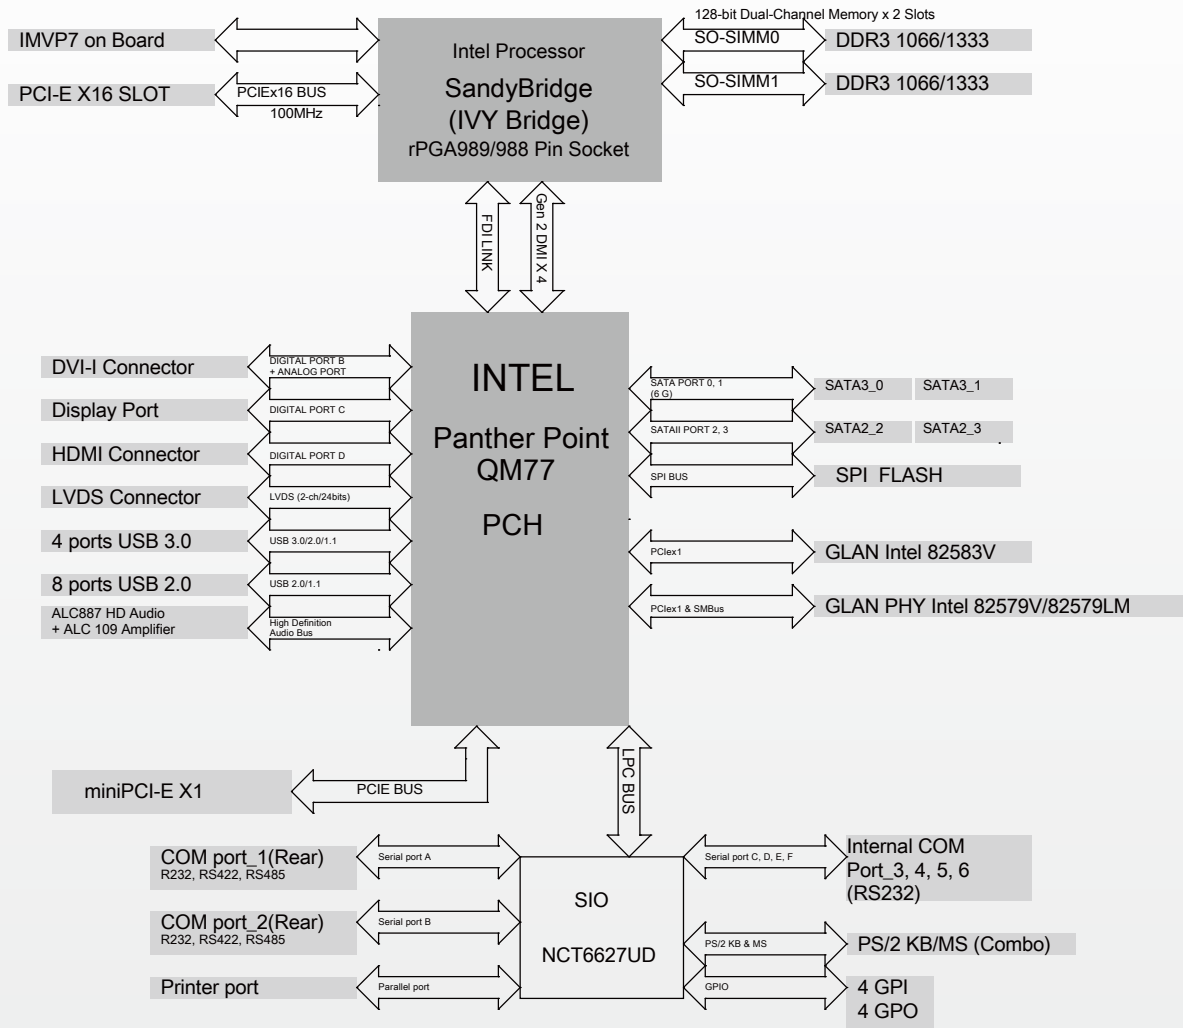 128-bit Dual-Channel Memory x 2 Slots
IMVP7 on Board
Intel Processor
SandyBridge
(IVY Bridge)
rPGA989/988 Pin Socket
SO-SIMM0
DDR3 1066/1333
PCI-E X16 SLOT
PCIEx16 BUS
100MHz
SO-SIMM1
DDR3 1066/1333
FDI LINK
Gen 2 DMI X 4
INTEL
Panther Point
QM77
PCH
DVI-I Connector
DIGITAL PORT B
+ ANALOG PORT
Display Port
DIGITAL PORT C
HDMI Connector
DIGITAL PORT D
LVDS Connector
LVDS (2-ch/24bits)
4 ports USB 3.0
USB 3.0/2.0/1.1
8 ports USB 2.0
USB 2.0/1.1
ALC887 HD Audio
+ ALC 109 Amplifier
High Definition
Audio Bus
SATA PORT 0, 1
(6 G)
SATA3_0
SATA3_1
SATAII PORT 2, 3
SATA2_2
SATA2_3
SPI BUS
SPI FLASH
PCIex1
GLAN Intel 82583V
PCIex1 & SMBus
GLAN PHY Intel 82579V/82579LM
miniPCI-E X1
PCIE BUS
LPC BUS
COM port_1(Rear)
R232, RS422, RS485
Serial port A
COM port_2(Rear)
R232, RS422, RS485
Serial port B
Printer port
Parallel port
SIO
NCT6627UD
Serial port C, D, E, F
Internal COM
Port_3, 4, 5, 6
(RS232)
PS/2 KB & MS
PS/2 KB/MS (Combo)
GPIO
4 GPI
4 GPO